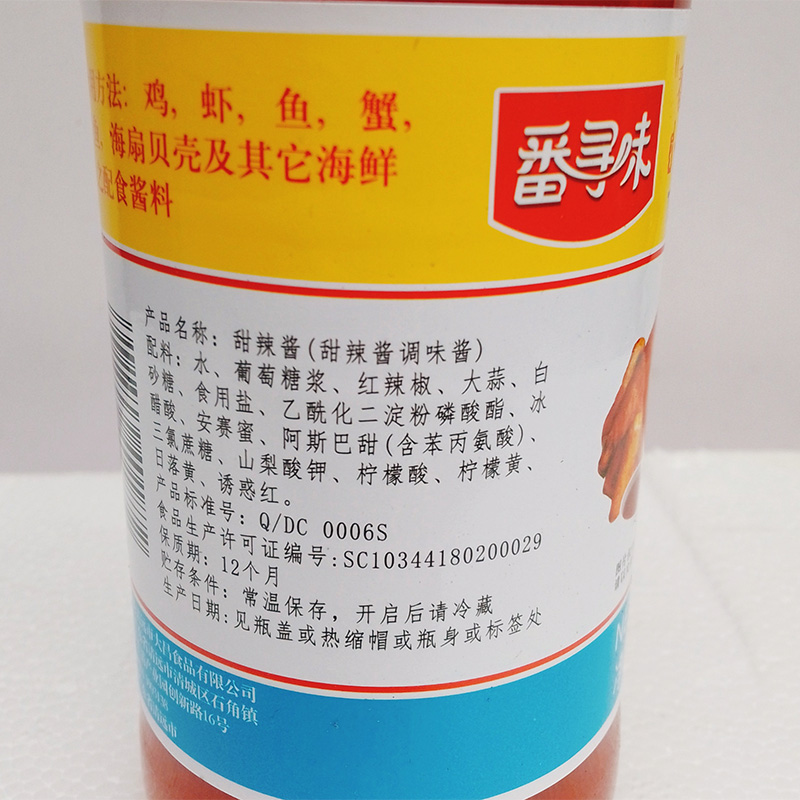 方法：鸡，虾，鱼，蟹，
海扇贝壳及其它海鲜
配食酱料
番寻味
产品名称：甜辣酱(甜辣酱调味酱)
配料：水、葡萄糖浆、红辣椒、大蒜、白
砂糖、食用盐、乙酰化二淀粉磷酸酯、冰
醋酸、安赛蜜、阿斯巴甜(含苯丙氨酸)、
三氯蔗糖、山梨酸钾、柠檬酸、柠檬黄、
日落黄、诱惑红。
产品标准号：Q/DC 0006S
食品生产许可证编号:SC10344180200029
保质期：12个月
贮存条件：常温保存，开启后请冷藏
生产日期:见瓶盖或热缩帽或瓶身或标签处
大昌食品有限公司
清远市清城区石角镇
园创新路16号